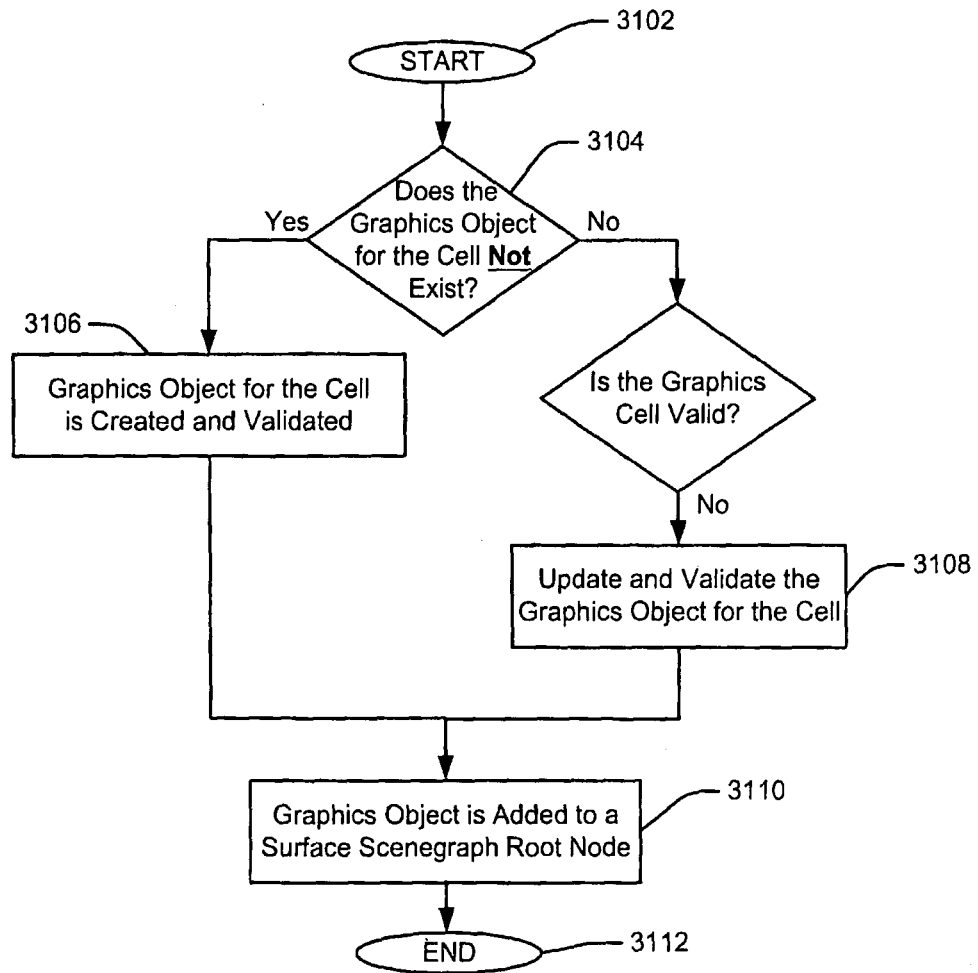 3102
START
3104
Does the
Graphics Object
for the Cell Not
Exist?
Yes
No
3106
Graphics Object for the Cell
is Created and Validated
Is the Graphics
Cell Valid?
No
3108
Update and Validate the
Graphics Object for the Cell
3110
Graphics Object is Added to a
Surface Scenegraph Root Node
END
3112